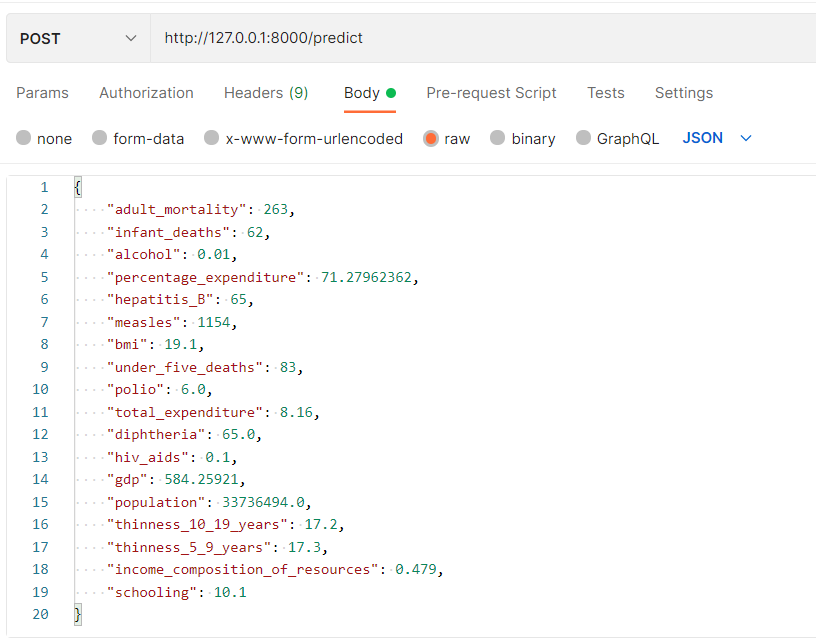 POST http://127.0.0.1:8000/predict
Params Authorization Headers (9) Body Pre-request Script Tests Settings
none form-data x-www-form-urlencoded raw binary GraphQL JSON
1 {
2 "adult_mortality": 263,
3 "infant_deaths": 62,
4 "alcohol": 0.01,
5 "percentage_expenditure": 71.27962362,
6 "hepatitis_B": 65,
7 "measles": 1154,
8 "bmi": 19.1,
9 "under_five_deaths": 83,
10 "polio": 6.0,
11 "total_expenditure": 8.16,
12 "diphtheria": 65.0,
13 "hiv_aids": 0.1,
14 "gdp": 584.25921,
15 "population": 33736494.0,
16 "thinness_10_19_years": 17.2,
17 "thinness_5_9_years": 17.3,
18 "income_composition_of_resources": 0.479,
19 "schooling": 10.1
20 }